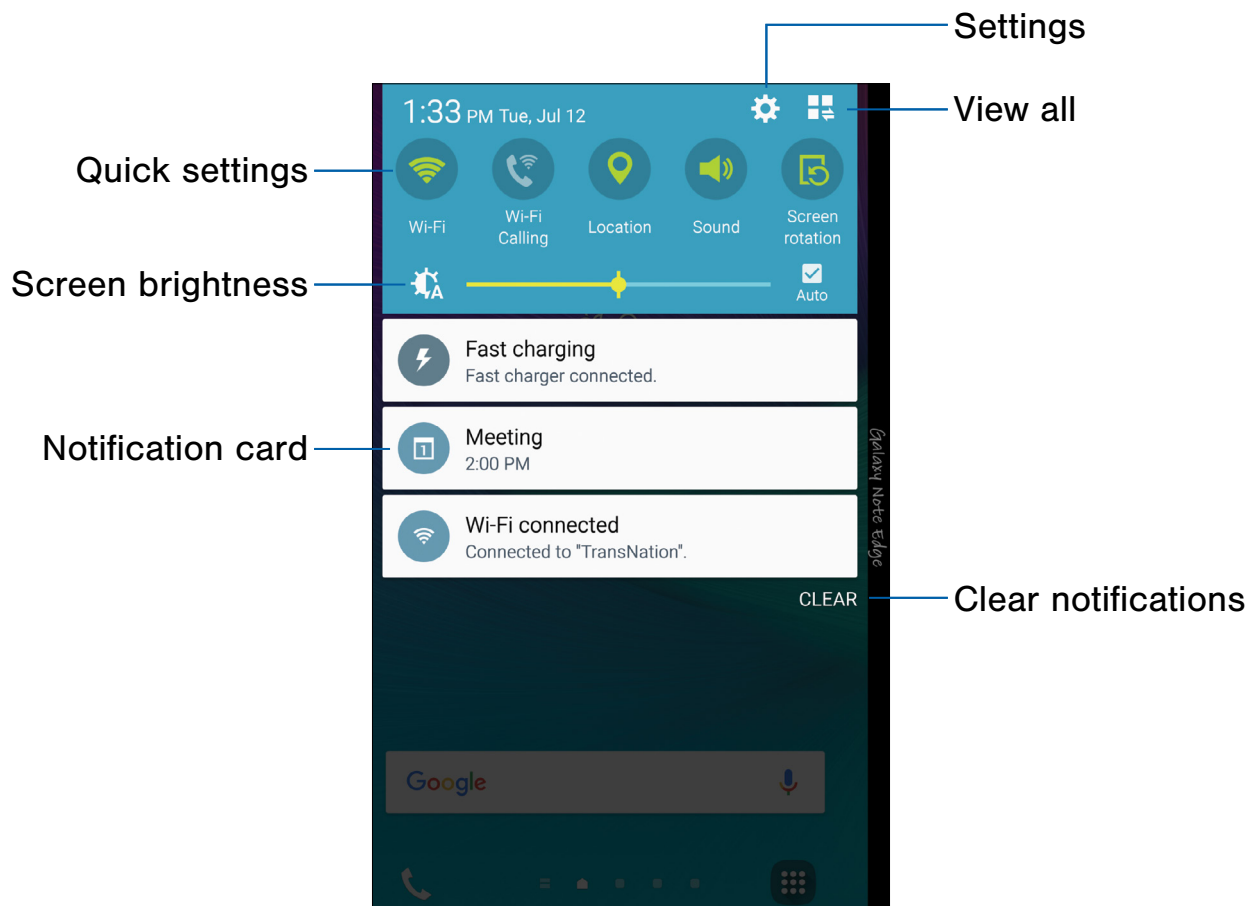 Settings
1:33 PM Tue, Jul 12
View all
Quick settings
Wi-Fi
Wi-Fi
Calling
Location
Sound
Screen
rotation
Screen brightness
A
Auto
Fast charging
Fast charger connected.
Notification card
1
Meeting
2:00 PM
Galaxy Note Edge
Wi-Fi connected
Connected to "TransNation".
CLEAR
Clear notifications
Google